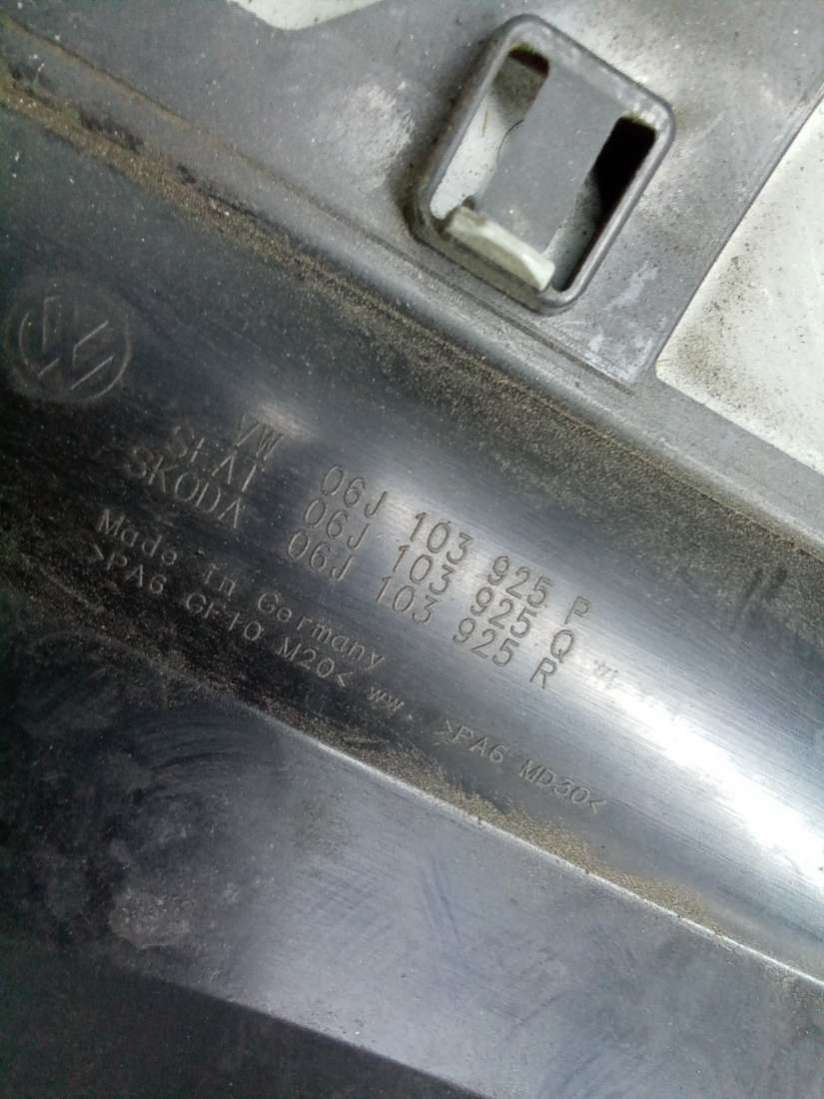 VW 06J 103 925 P
SEAT 06J 103 925 Q
SKODA 06J 103 925 R
Made in Germany
>PA6 GF10 M20< ww. >PA6 MD30<